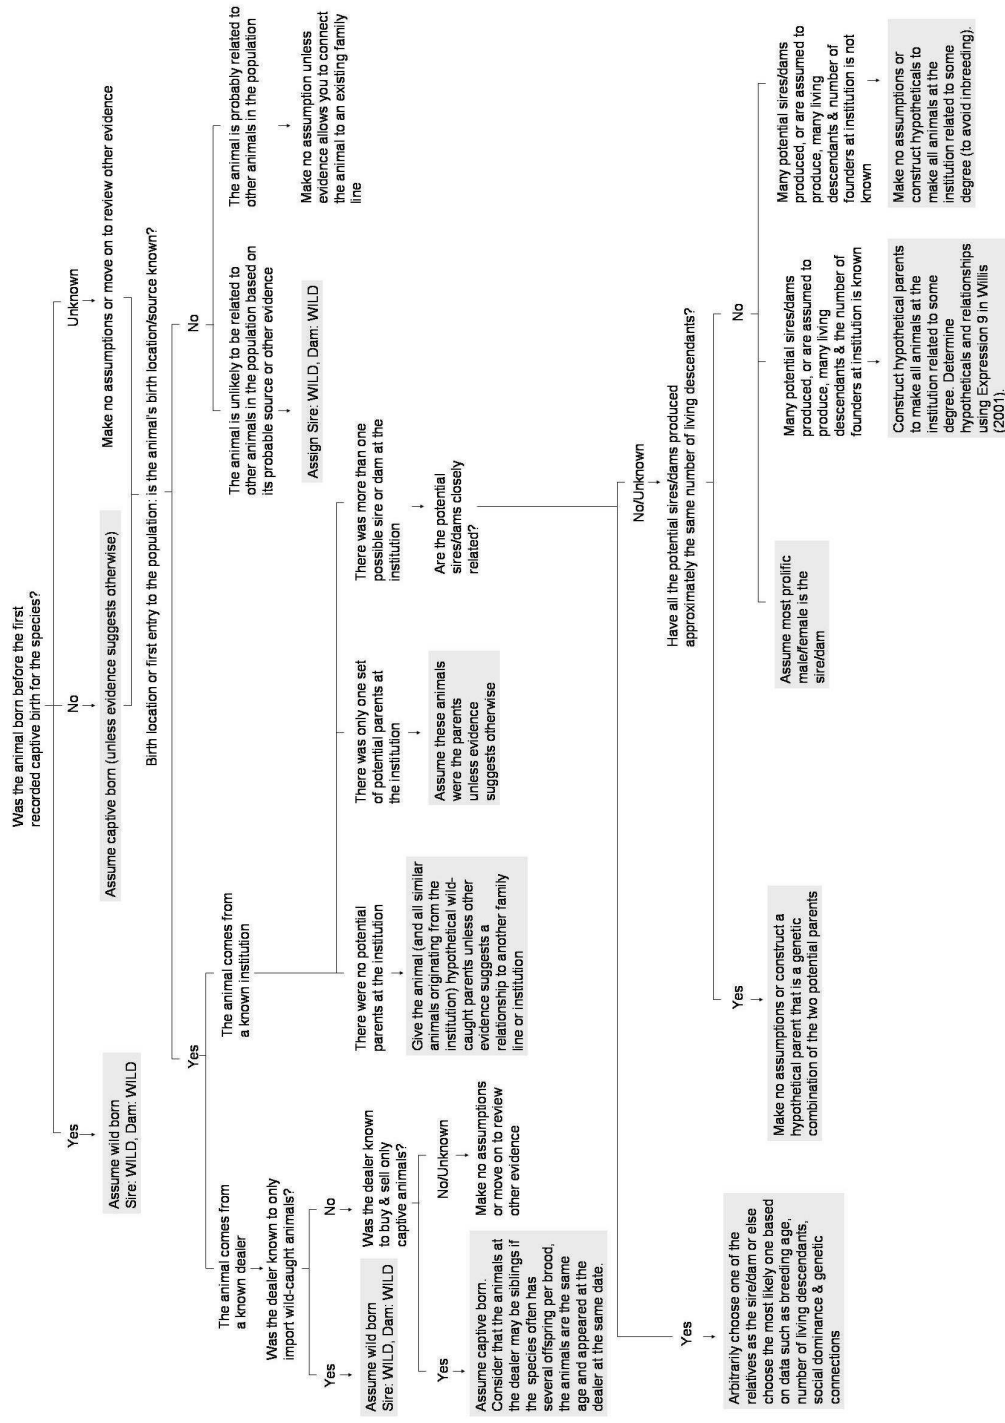 Was the animal born before the first
recorded captive birth for the species?
Yes
No
Unknown
Assume wild born
Sire: WILD, Dam: WILD
Assume captive born (unless evidence suggests otherwise)
Make no assumptions or move on to review other evidence
Birth location or first entry to the population: is the animal's birth location/source known?
Yes
No
The animal comes from
a known dealer
The animal comes from
a known institution
The animal is unlikely to be related to
other animals in the population based on
its probable source or other evidence
The animal is probably related to
other animals in the population
Was the dealer known to only
import wild-caught animals?
Assign Sire: WILD, Dam: WILD
Make no assumption unless
evidence allows you to connect
the animal to an existing family
line
Yes
No
There were no potential
parents at the institution
There was only one set
of potential parents at
the institution
There was more than one
possible sire or dam at the
institution
Assume wild born
Sire: WILD, Dam: WILD
Was the dealer known
to buy & sell only
captive animals?
Give the animal (and all similar
animals originating from the
institution) hypothetical wild-
caught parents unless other
evidence suggests a
relationship to another family
line or institution
Assume these animals
were the parents
unless evidence
suggests otherwise
Are the potential
sires/dams closely
related?
Yes
No/Unknown
Assume captive born.
Consider that the animals at
the dealer may be siblings if
the species often has
several offspring per brood,
the animals are the same
age and appeared at the
dealer at the same date.
Make no assumptions
or move on to review
other evidence
Yes
No/Unknown
Arbitrarily choose one of the
relatives as the sire/dam or else
choose the most likely one based
on data such as breeding age,
number of living descendants,
social dominance & genetic
connections
Have all the potential sires/dams produced
approximately the same number of living descendants?
Yes
No
Make no assumptions or construct a
hypothetical parent that is a genetic
combination of the two potential parents
Assume most prolific
male/female is the
sire/dam
Many potential sires/dams
produced, or are assumed to
produce, many living
descendants & the number of
founders at institution is known
Many potential sires/dams
produced, or are assumed to
produce, many living
descendants & number of
founders at institution is not
known
Construct hypothetical parents
to make all animals at the
institution related to some
degree. Determine
hypotheticals and relationships
using Expression 9 in Willis
(2001).
Make no assumptions or
construct hypotheticals to
make all animals at the
institution related to some
degree (to avoid inbreeding).